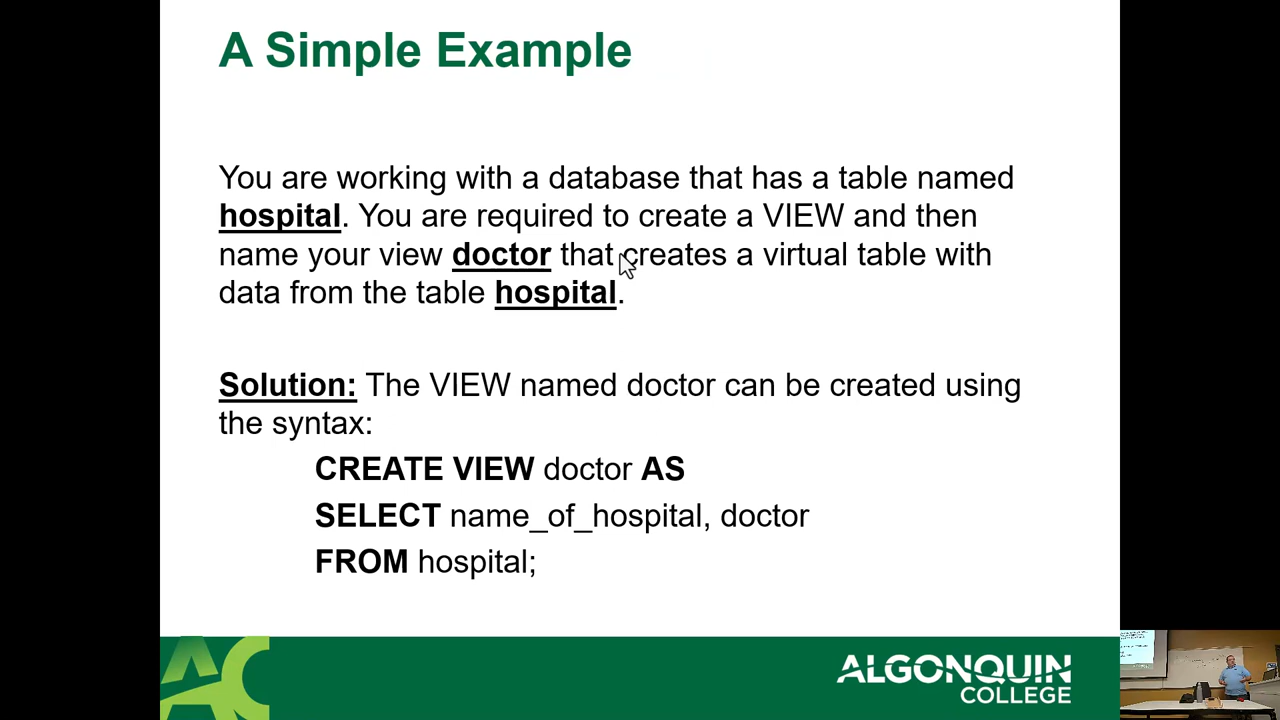 A Simple Example
You are working with a database that has a table named
hospital. You are required to create a VIEW and then
name your view doctor that creates a virtual table with
data from the table hospital.
Solution: The VIEW named doctor can be created using
the syntax:
CREATE VIEW doctor AS
SELECT name_of_hospital, doctor
FROM hospital;
AC
ALGONQUIN
COLLEGE